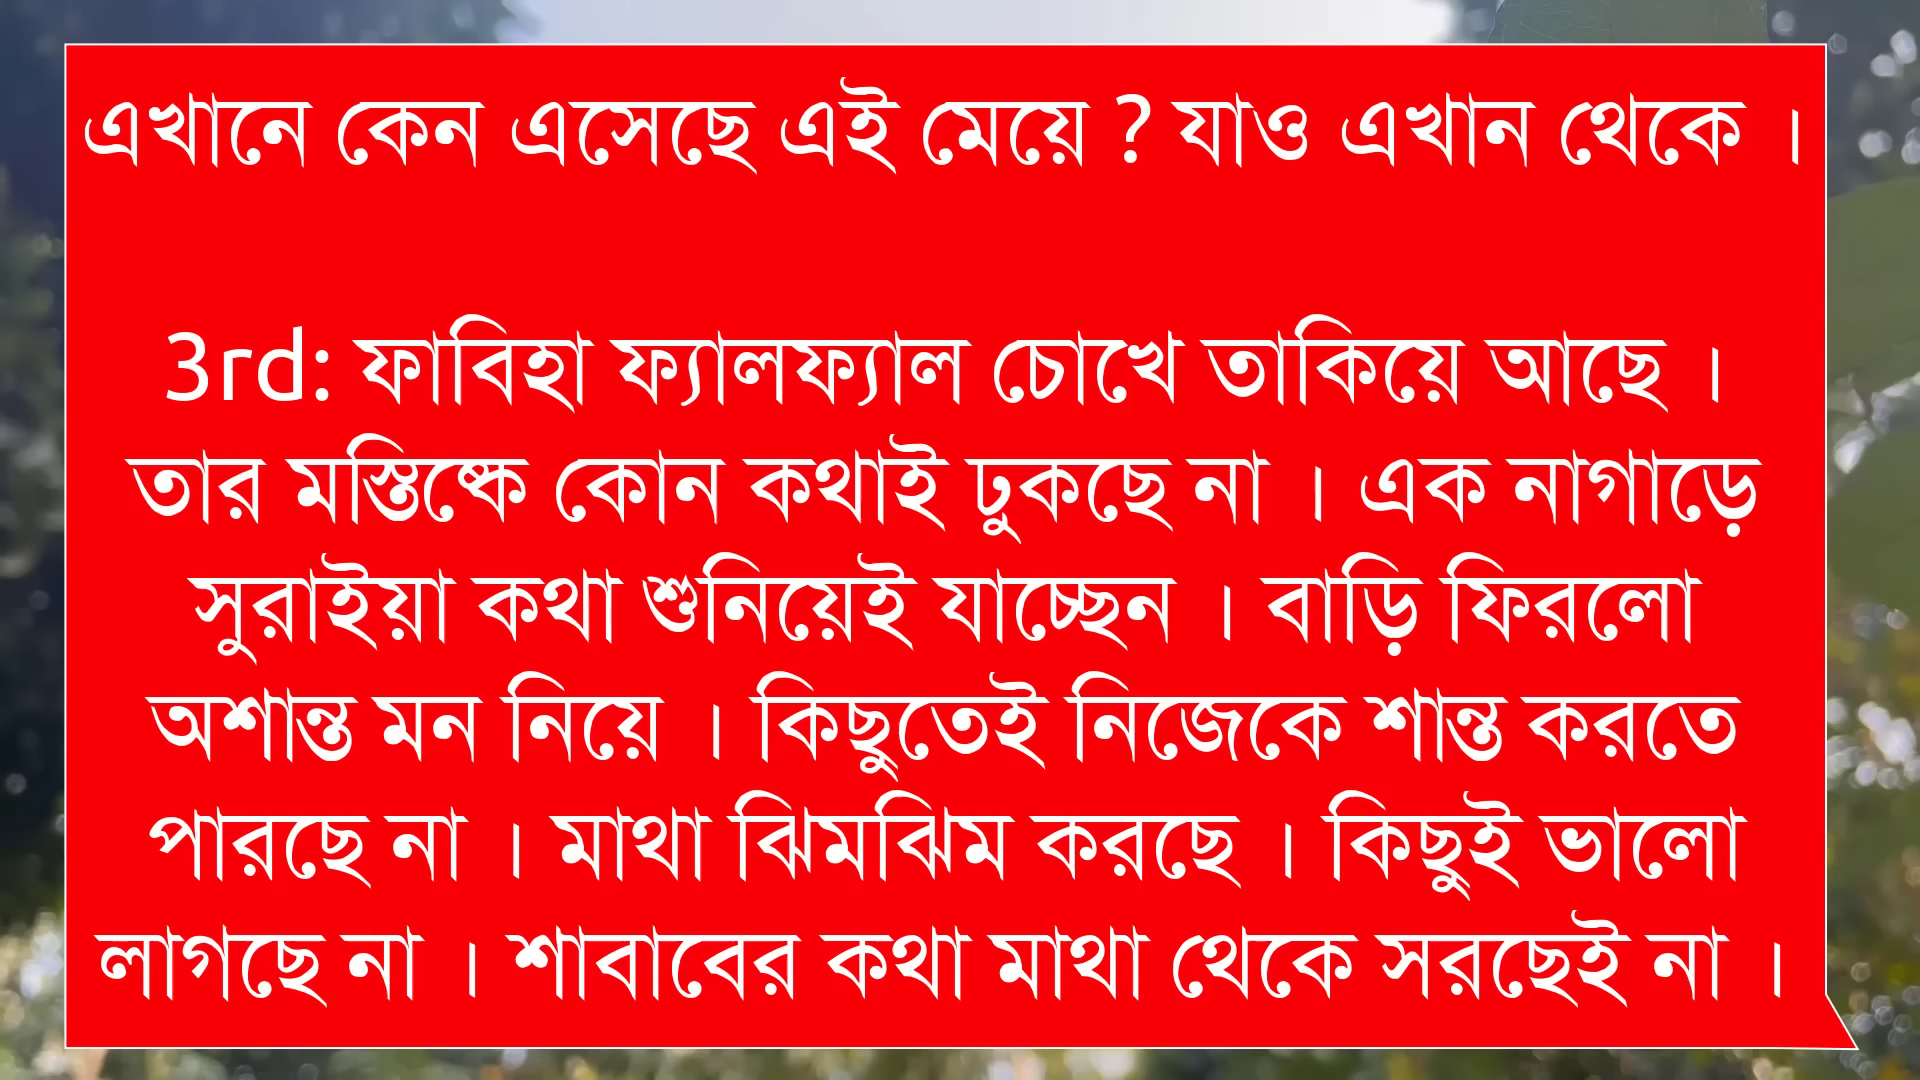 এখানে কেন এসেছে এই মেয়ে ? যাও এখান থেকে ।
3rd: ফাবিহা ফ্যালফ্যাল চোখে তাকিয়ে আছে ।
তার মস্তিষ্কে কোন কথাই ঢুকছে না । এক নাগাড়ে
সুরাইয়া কথা শুনিয়েই যাচ্ছেন । বাড়ি ফিরলো
অশান্ত মন নিয়ে । কিছুতেই নিজেকে শান্ত করতে
পারছে না । মাথা ঝিমঝিম করছে । কিছুই ভালো
লাগছে না । শাবাবের কথা মাথা থেকে সরছেই না ।